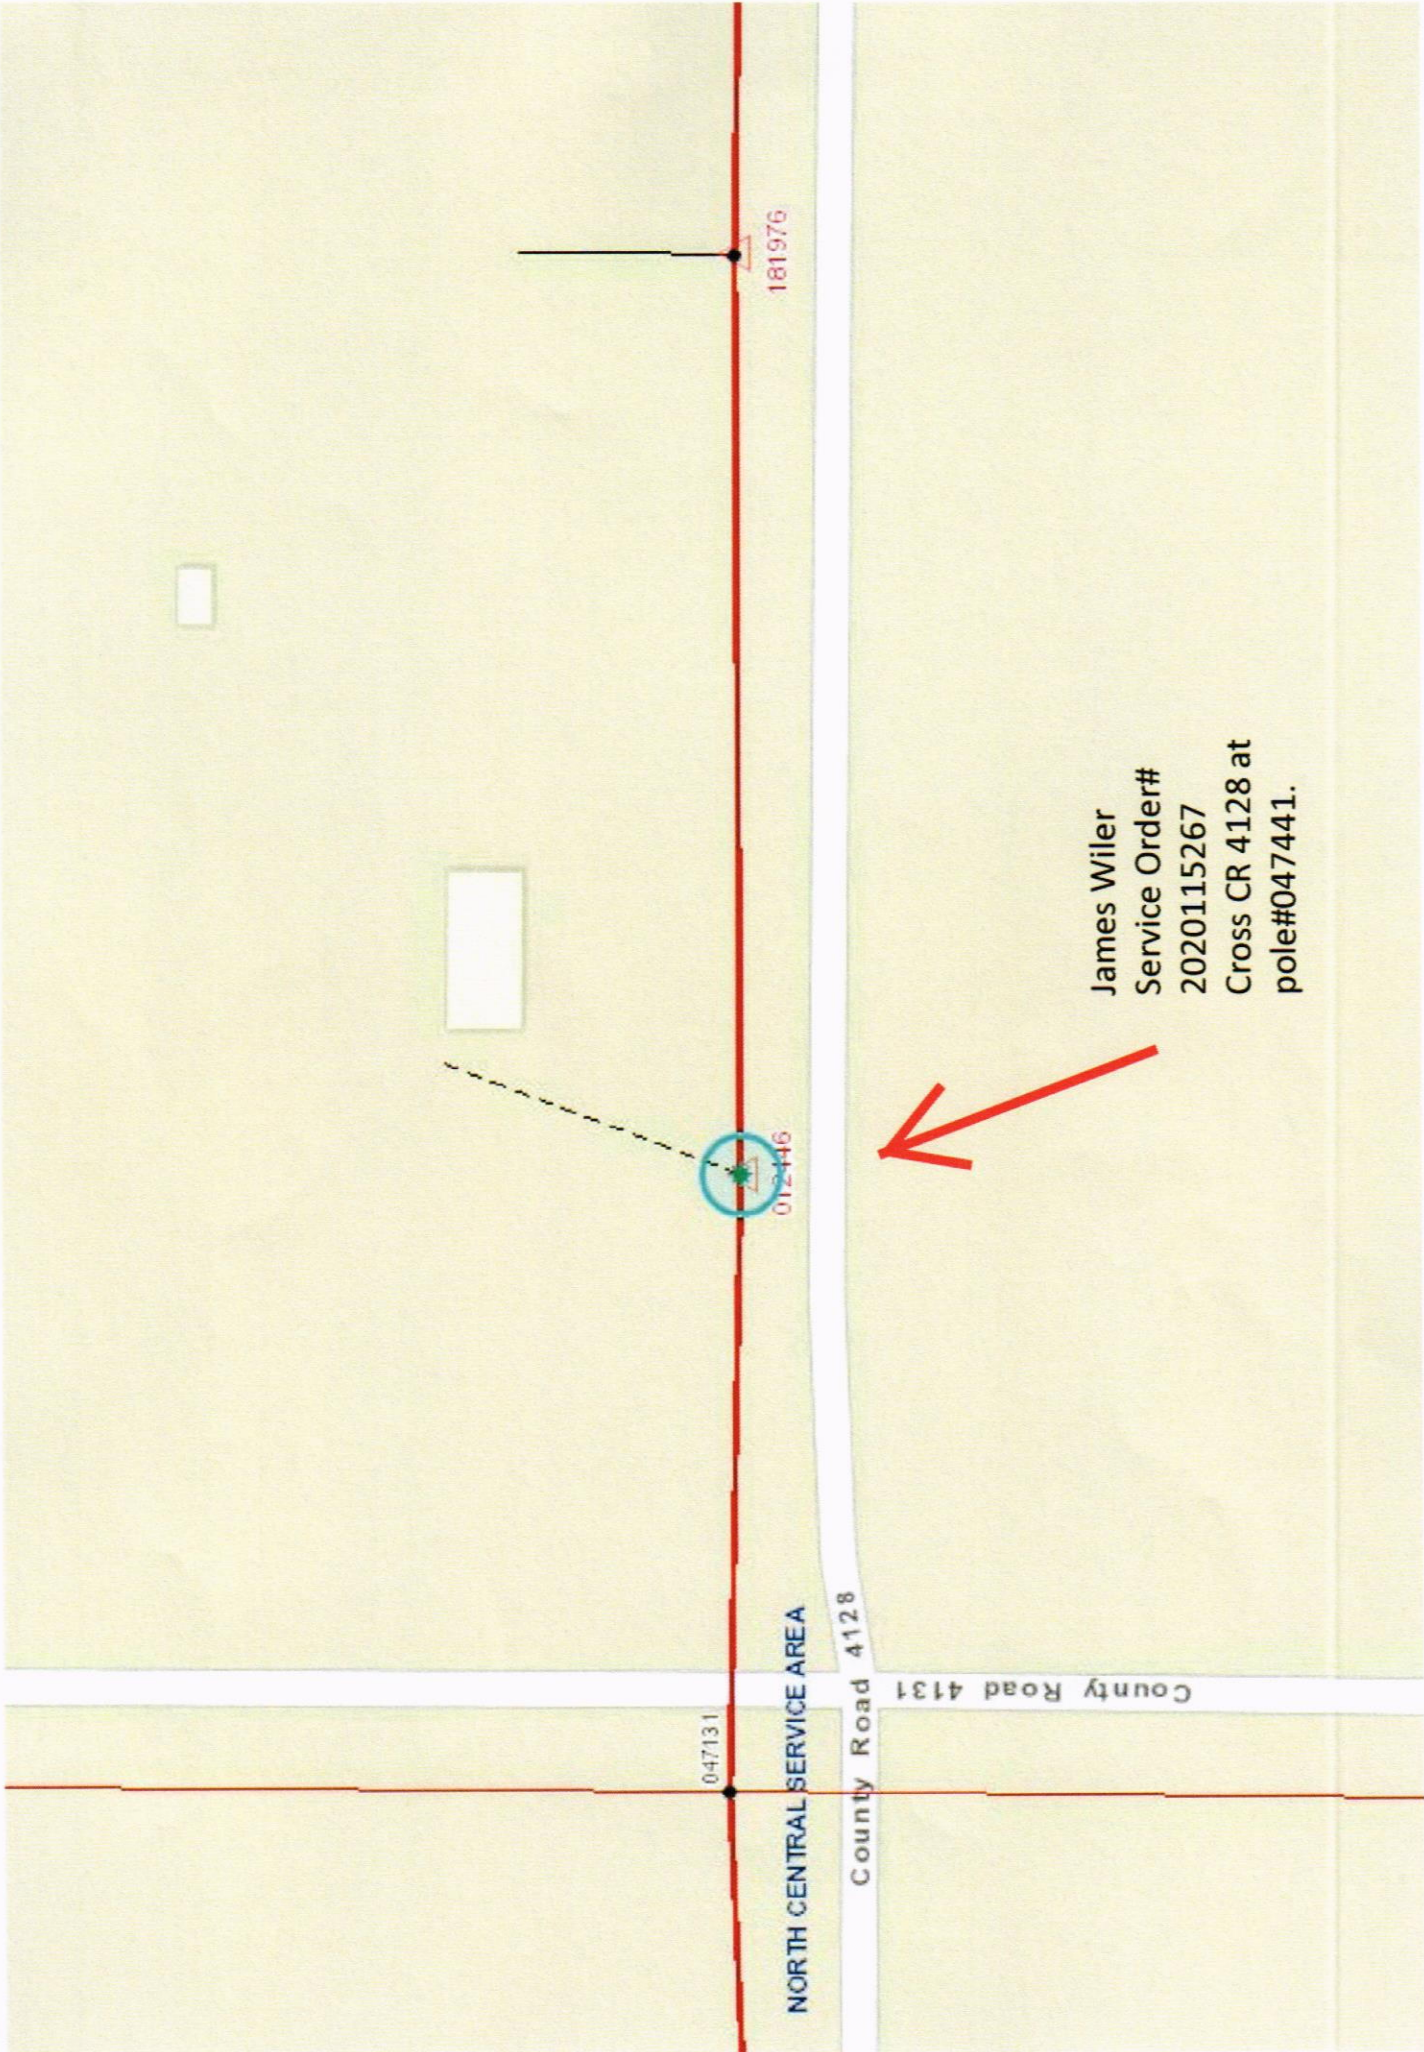 181976
James Wiler
Service Order#
2020115267
Cross CR 4128 at
pole#047441.
012446
047131
NORTH CENTRAL SERVICE AREA
County Road 4128
County Road 4131